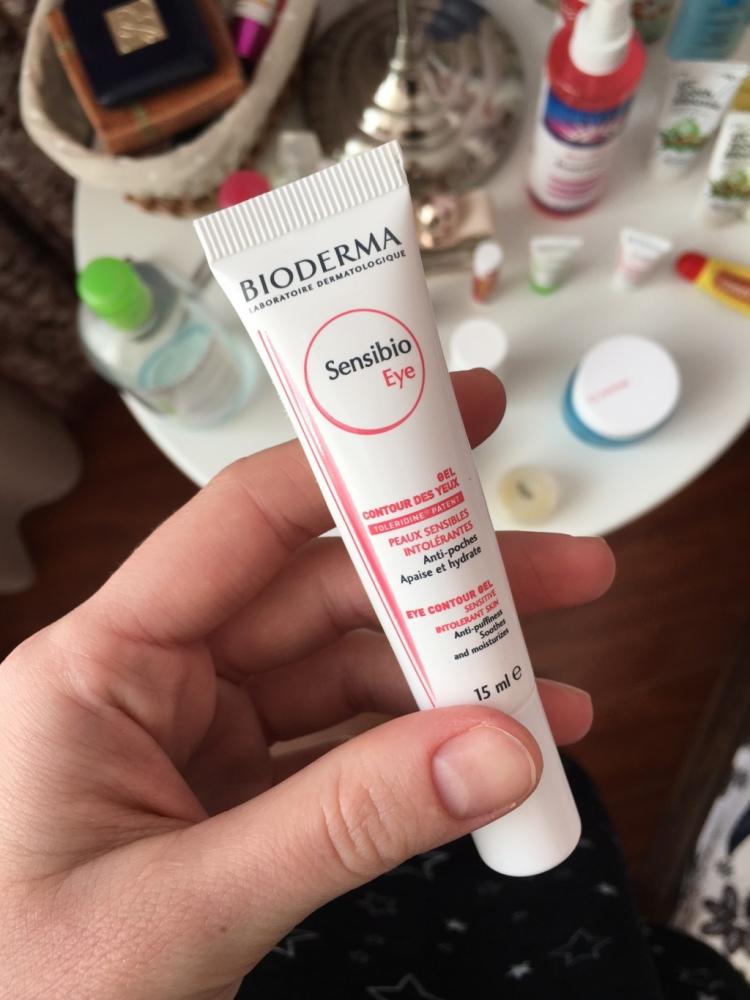 BIODERMA
LABORATOIRE DERMATOLOGIQUE
Sensibio
Eye
GEL
CONTOUR DES YEUX
TOLERIDINE® PATENT
PEAUX SENSIBLES
INTOLÉRANTES
Anti-poches
Apaise et hydrate
EYE CONTOUR GEL
SENSITIVE
INTOLERANT SKIN
Anti-puffiness
Soothes
and moisturizes
15 ml e